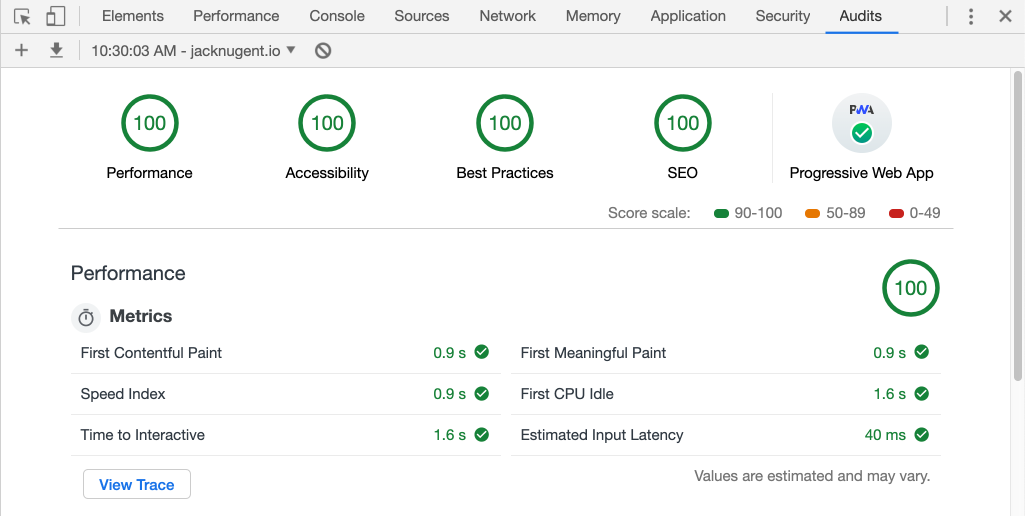 Elements Performance Console Sources Network Memory Application Security Audits
10:30:03 AM - jacknugent.io
100 100 100 100 PWA
Performance Accessibility Best Practices SEO Progressive Web App
Score scale: 90-100 50-89 0-49
Performance 100
Metrics
First Contentful Paint 0.9 s First Meaningful Paint 0.9 s
Speed Index 0.9 s First CPU Idle 1.6 s
Time to Interactive 1.6 s Estimated Input Latency 40 ms
View Trace Values are estimated and may vary.